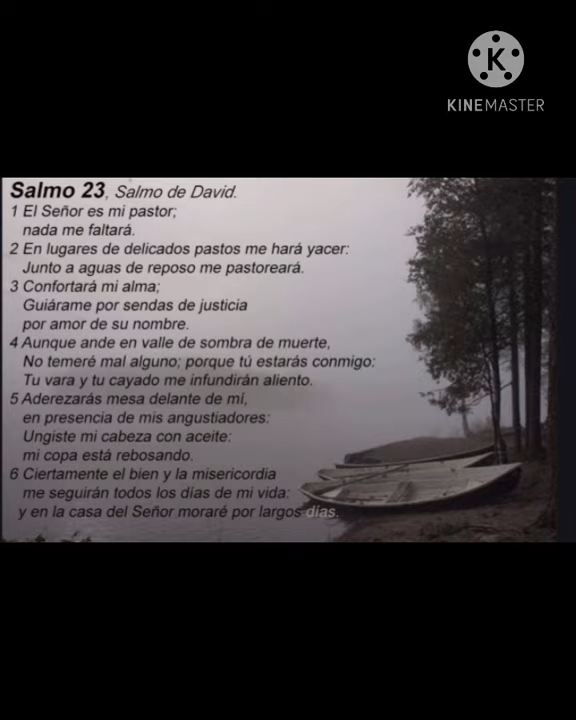 KINEMASTER
Salmo 23, Salmo de David.
1 El Señor es mi pastor;
nada me faltará.
2 En lugares de delicados pastos me hará yacer:
Junto a aguas de reposo me pastoreará.
3 Confortará mi alma;
Guiárame por sendas de justicia
por amor de su nombre.
4 Aunque ande en valle de sombra de muerte,
No temeré mal alguno; porque tú estarás conmigo:
Tu vara y tu cayado me infundirán aliento.
5 Aderezarás mesa delante de mí,
en presencia de mis angustiadores:
Ungiste mi cabeza con aceite:
mi copa está rebosando.
6 Ciertamente el bien y la misericordia
me seguirán todos los días de mi vida:
y en la casa del Señor moraré por largos días.